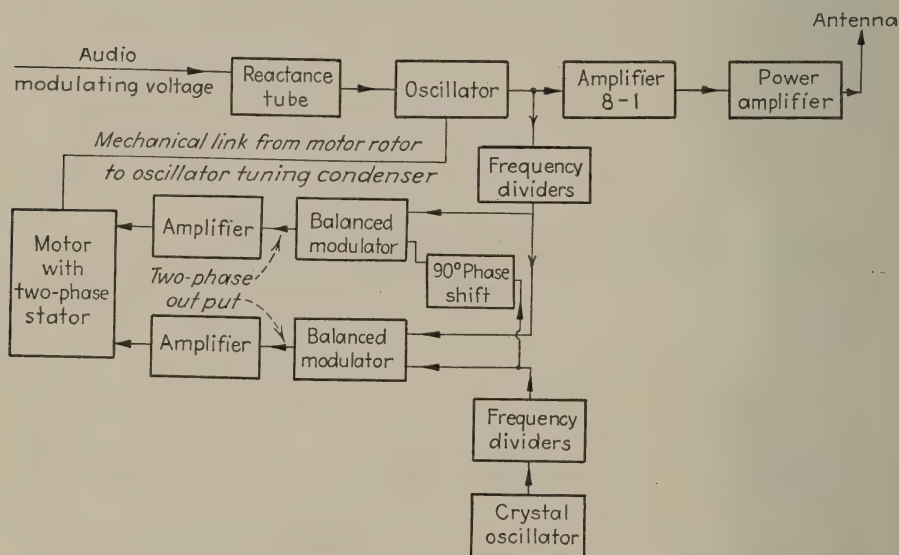 Antenna
Audio
modulating voltage
Reactance
tube
Oscillator
Amplifier
8-1
Power
amplifier
Mechanical link from motor rotor
to oscillator tuning condenser
Frequency
dividers
Motor
with
two-phase
stator
Amplifier
Balanced
modulator
90° Phase
shift
Two-phase
output
Amplifier
Balanced
modulator
Frequency
dividers
Crystal
oscillator